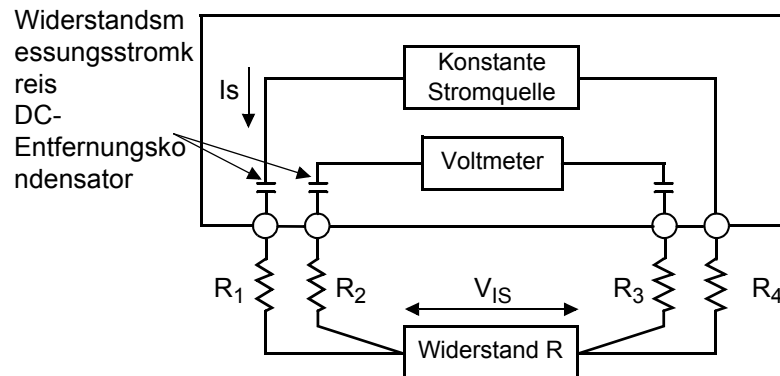 Widerstandsm
essungsstromk
reis
DC-
Entfernungsko
ndensator
Is
Konstante
Stromquelle
Voltmeter
R1
R2
VIS
R3
R4
Widerstand R